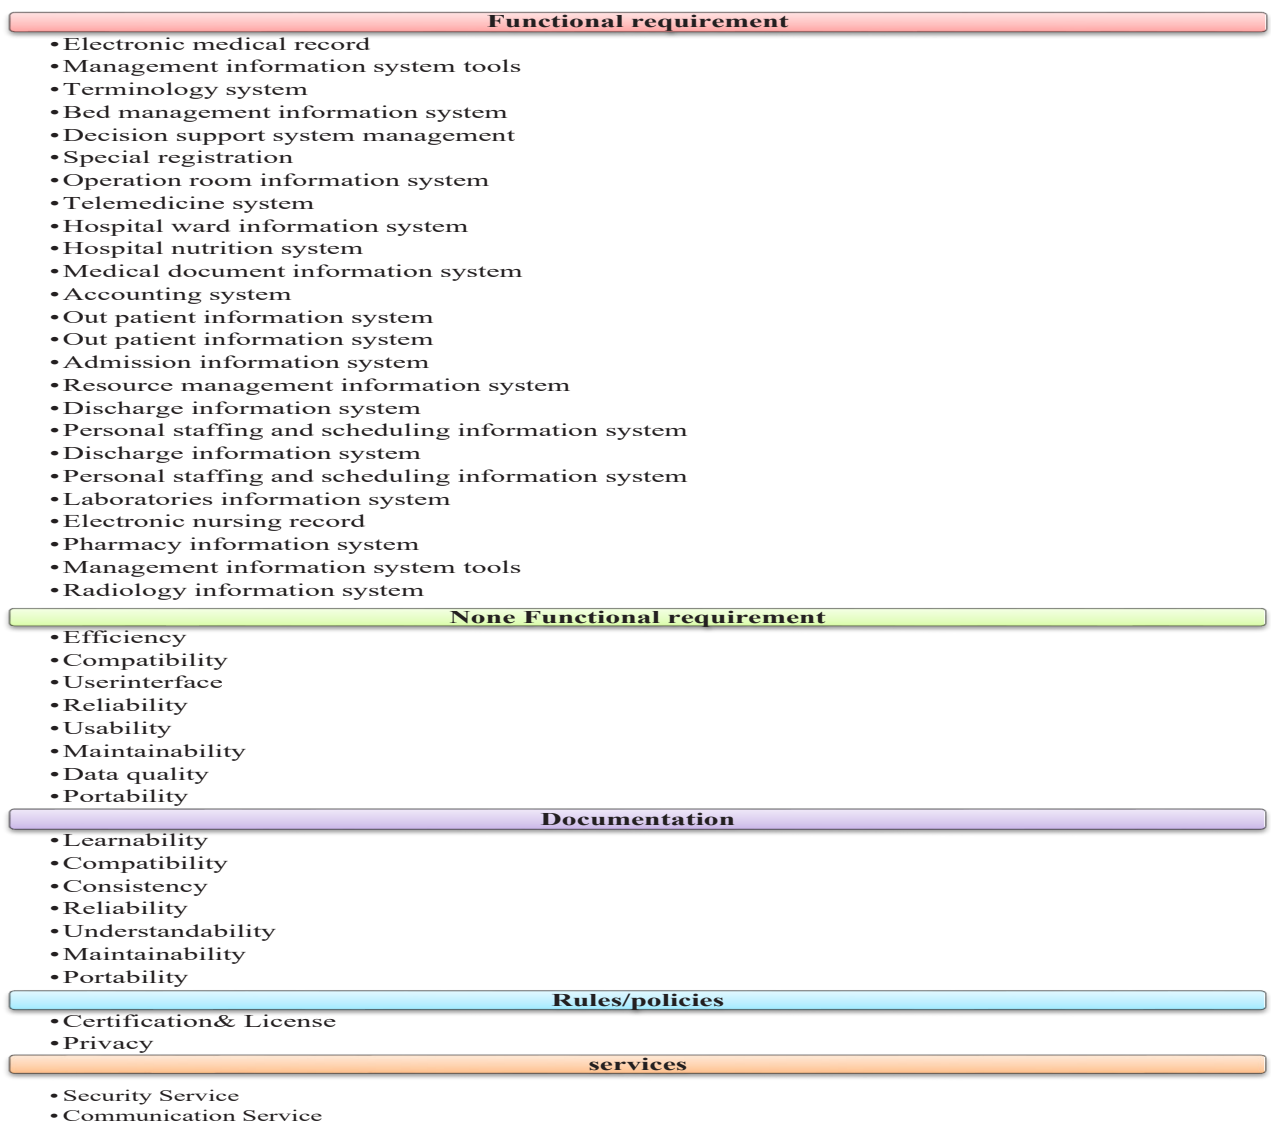 Functional requirement
•Electronic medical record
•Management information system tools
•Terminology system
•Bed management information system
•Decision support system management
•Special registration
•Operation room information system
•Telemedicine system
•Hospital ward information system
•Hospital nutrition system
•Medical document information system
•Accounting system
•Out patient information system
•Out patient information system
•Admission information system
•Resource management information system
•Discharge information system
•Personal staffing and scheduling information system
•Discharge information system
•Personal staffing and scheduling information system
•Laboratories information system
•Electronic nursing record
•Pharmacy information system
•Management information system tools
•Radiology information system
None Functional requirement
•Efficiency
•Compatibility
•Userinterface
•Reliability
•Usability
•Maintainability
•Data quality
•Portability
Documentation
•Learnability
•Compatibility
•Consistency
•Reliability
•Understandability
•Maintainability
•Portability
Rules/policies
•Certification& License
•Privacy
services
•Security Service
•Communication Service